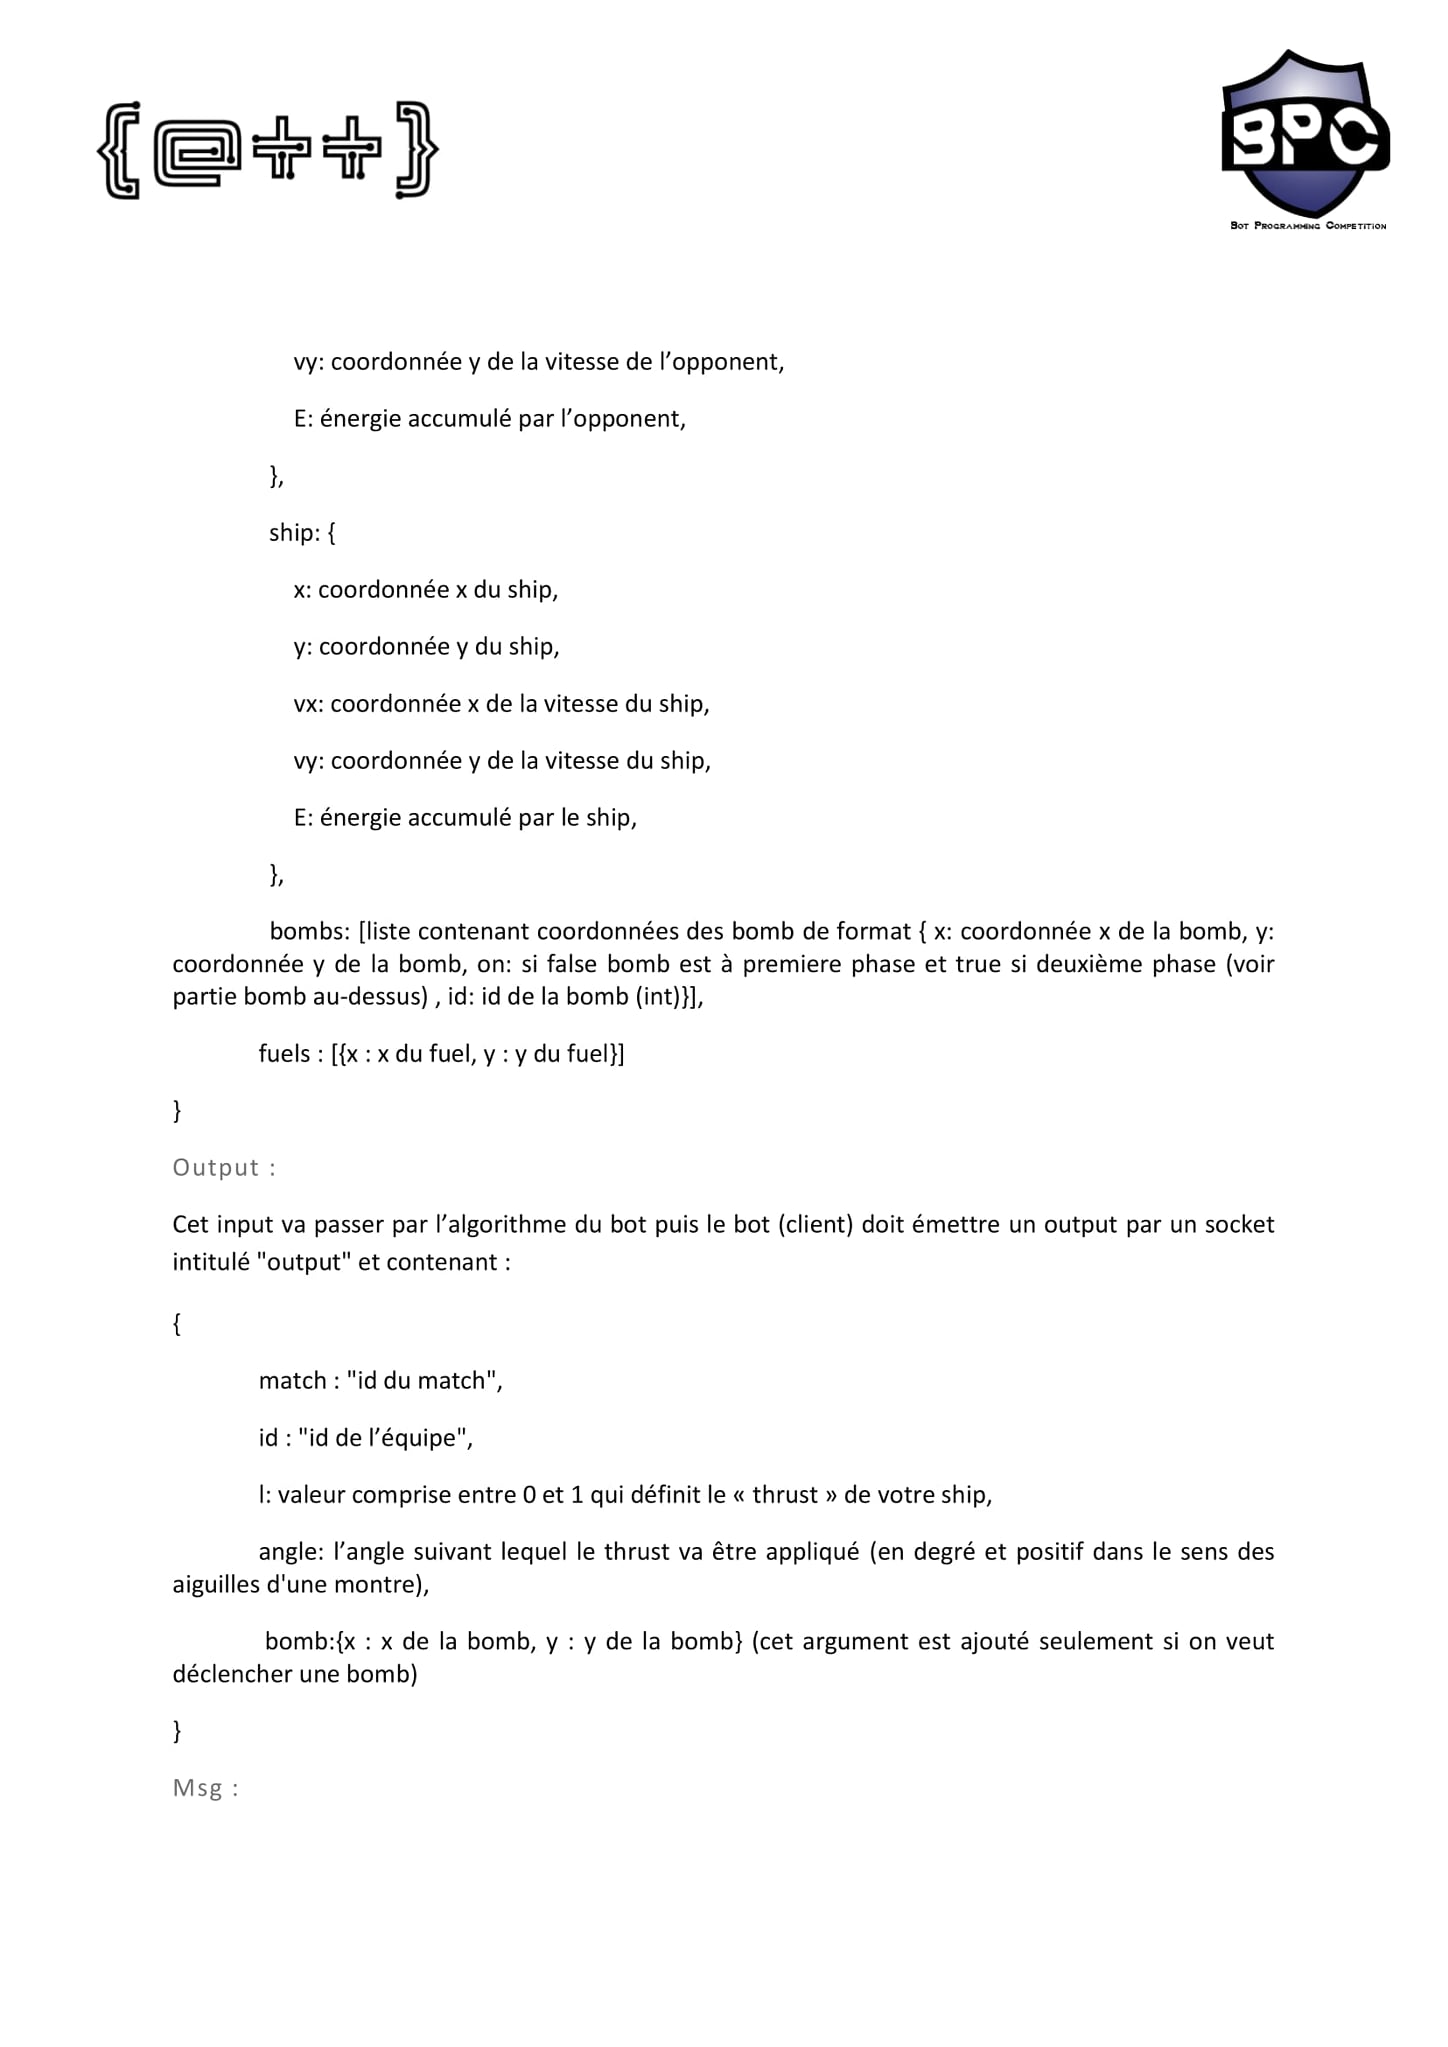 {@++}
BPC
Bot Programming Competition
vy: coordonnée y de la vitesse de l’opponent,
E: énergie accumulé par l’opponent,
},
ship: {
x: coordonnée x du ship,
y: coordonnée y du ship,
vx: coordonnée x de la vitesse du ship,
vy: coordonnée y de la vitesse du ship,
E: énergie accumulé par le ship,
},
bombs: [liste contenant coordonnées des bomb de format { x: coordonnée x de la bomb, y:
coordonnée y de la bomb, on: si false bomb est à premiere phase et true si deuxième phase (voir
partie bomb au-dessus) , id: id de la bomb (int)}],
fuels : [{x : x du fuel, y : y du fuel}]
}
Output :
Cet input va passer par l’algorithme du bot puis le bot (client) doit émettre un output par un socket
intitulé "output" et contenant :
{
match : "id du match",
id : "id de l’équipe",
l: valeur comprise entre 0 et 1 qui définit le « thrust » de votre ship,
angle: l’angle suivant lequel le thrust va être appliqué (en degré et positif dans le sens des
aiguilles d'une montre),
bomb:{x : x de la bomb, y : y de la bomb} (cet argument est ajouté seulement si on veut
déclencher une bomb)
}
Msg :